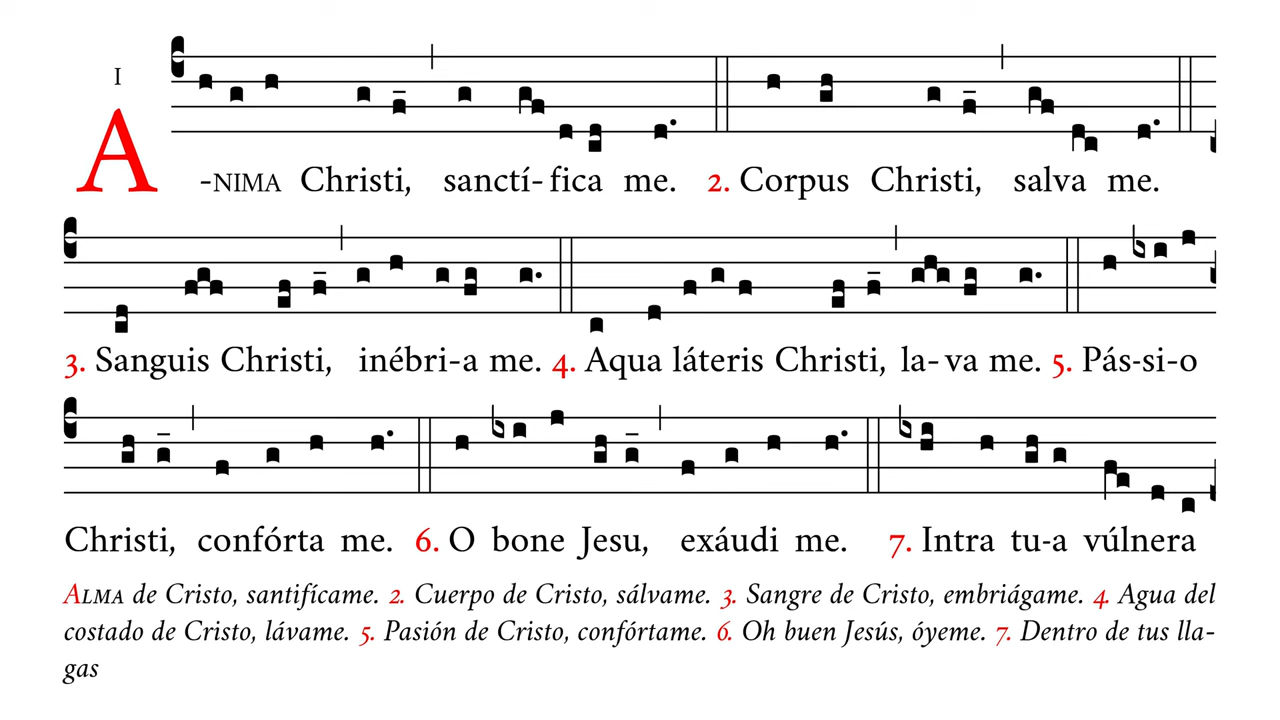 I
A-NIMA Christi, sanctí-fica me. 2. Corpus Christi, salva me.
3. Sanguis Christi, inébri-a me. 4. Aqua láteris Christi, la-va me. 5. Pás-si-o
Christi, confórta me. 6. O bone Jesu, exáudi me. 7. Intra tu-a vúlnera
ALMA de Cristo, santifícame. 2. Cuerpo de Cristo, sálvame. 3. Sangre de Cristo, embriágame. 4. Agua del
costado de Cristo, lávame. 5. Pasión de Cristo, confórtame. 6. Oh buen Jesús, óyeme. 7. Dentro de tus lla-
gas